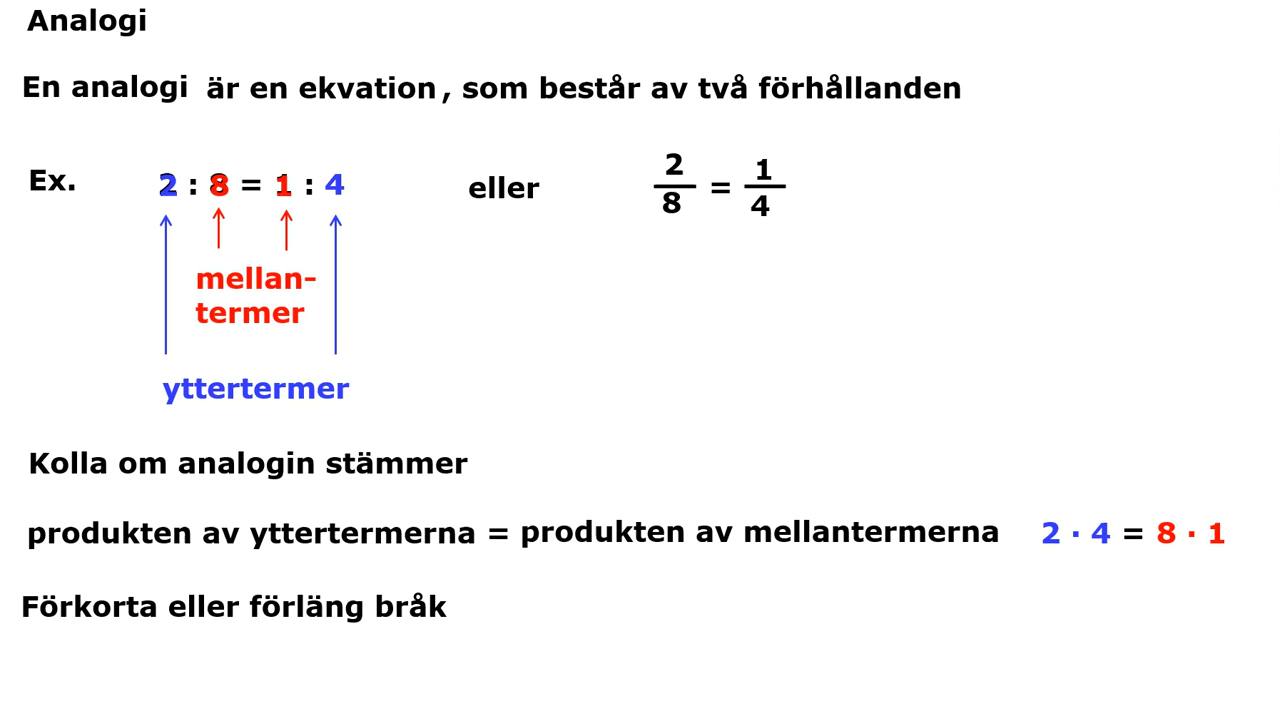 Analogi
En analogi är en ekvation, som består av två förhållanden
Ex. 2 : 8 = 1 : 4 eller 2/8 = 1/4
mellan-
termer
yttertermer
Kolla om analogin stämmer
produkten av yttertermerna = produkten av mellantermerna 2 · 4 = 8 · 1
Förkorta eller förläng bråk